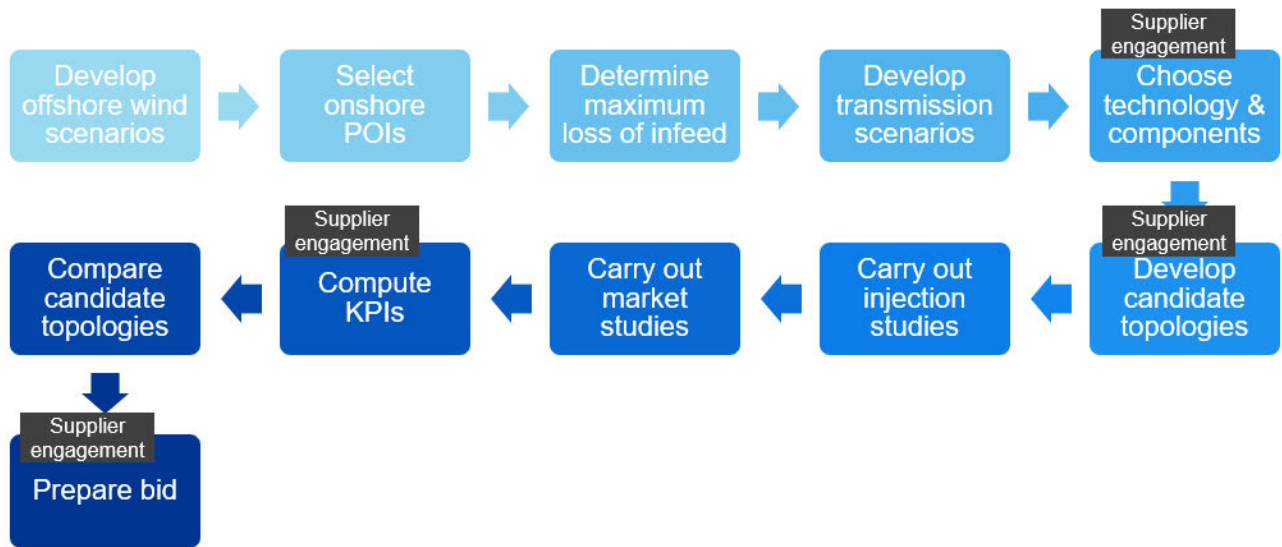 Develop
offshore wind
scenarios
Select
onshore
POIs
Determine
maximum
loss of infeed
Develop
transmission
scenarios
Supplier
engagement
Choose
technology &
components
Supplier
engagement
Develop
candidate
topologies
Carry out
injection
studies
Carry out
market
studies
Supplier
engagement
Compute
KPIs
Compare
candidate
topologies
Supplier
engagement
Prepare bid